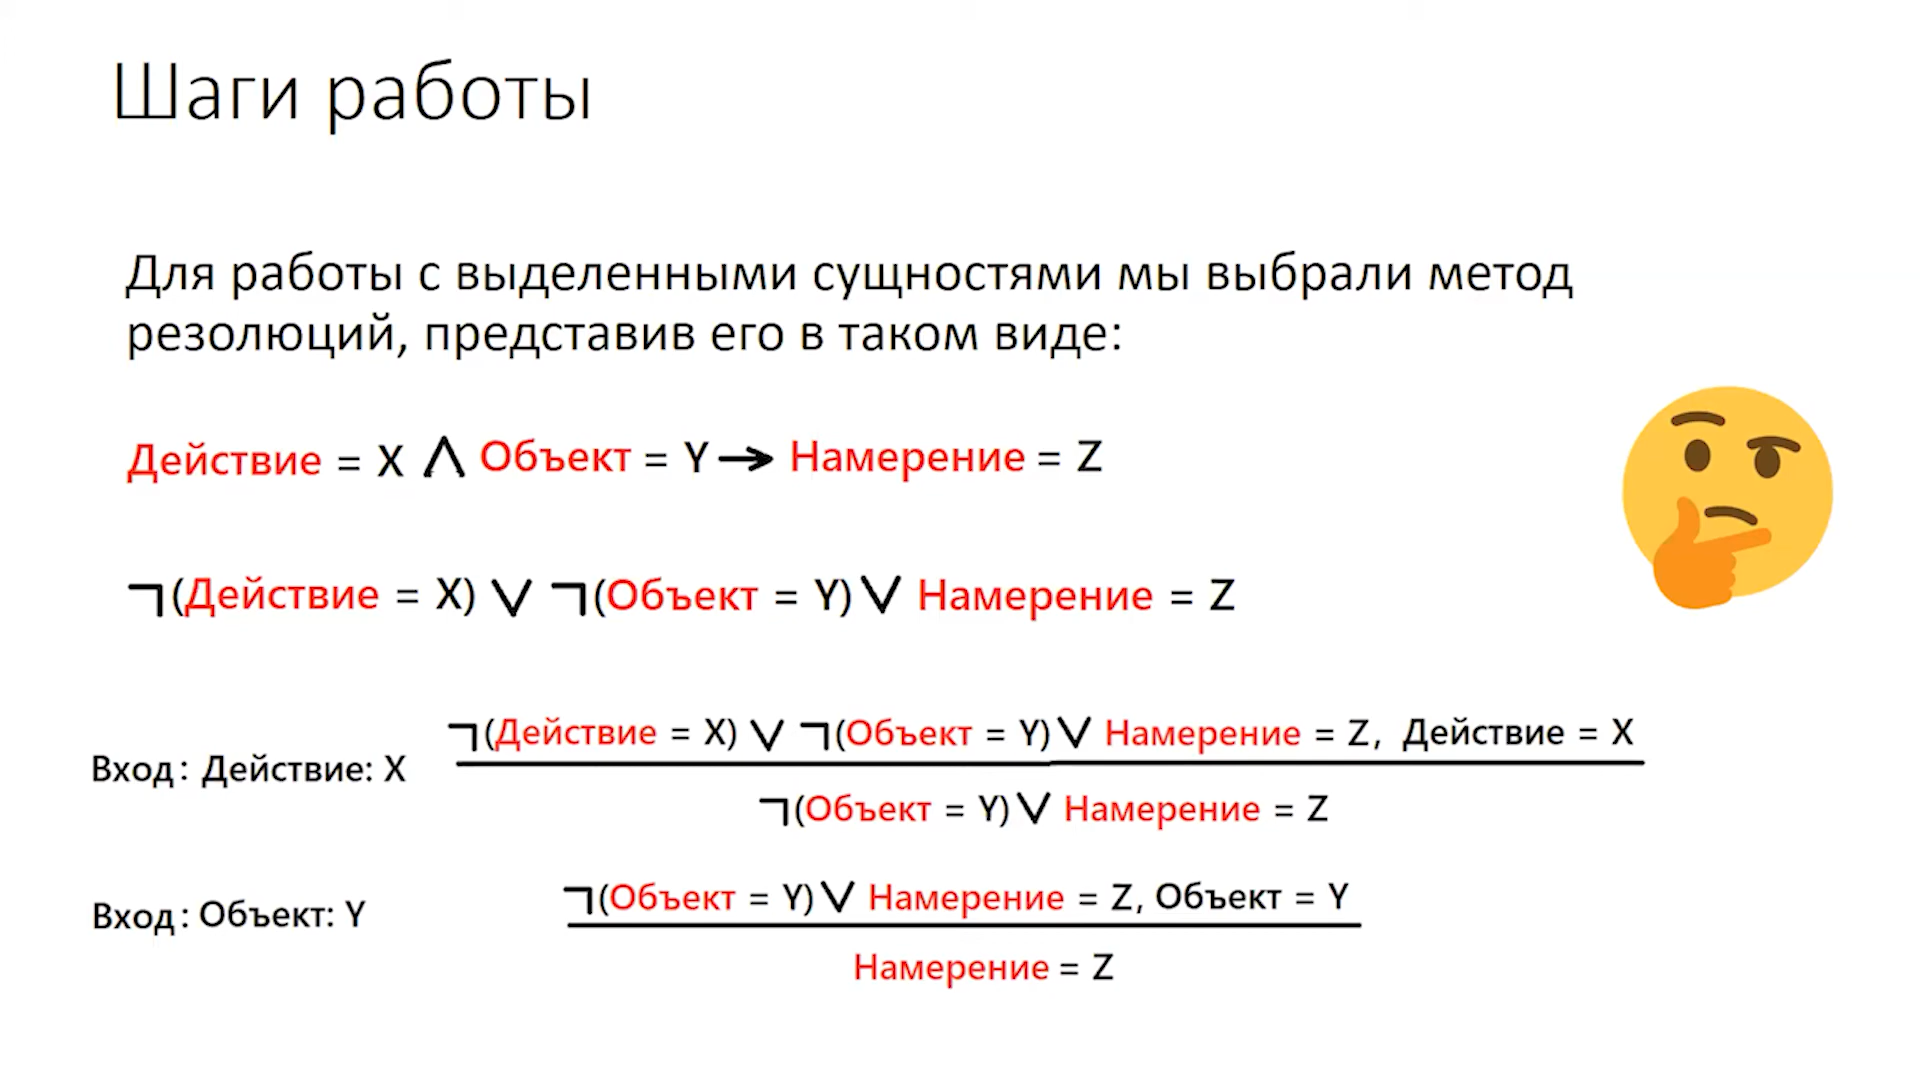 Шаги работы
Для работы с выделенными сущностями мы выбрали метод
резолюций, представив его в таком виде:
Действие = X ⋀ Объект = Y → Намерение = Z
¬(Действие = X) ⋁ ¬(Объект = Y) ⋁ Намерение = Z
¬(Действие = X) ⋁ ¬(Объект = Y) ⋁ Намерение = Z, Действие = X
Вход: Действие: X
¬(Объект = Y) ⋁ Намерение = Z
¬(Объект = Y) ⋁ Намерение = Z, Объект = Y
Вход: Объект: Y
Намерение = Z